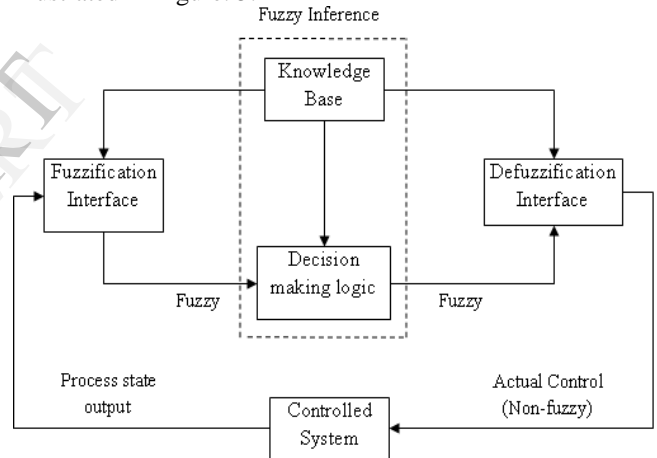 Fuzzy Inference
Knowledge
Base
Fuzzification
Interface
Defuzzification
Interface
Decision
making logic
Fuzzy
Fuzzy
Process state
output
Actual Control
(Non-fuzzy)
Controlled
System